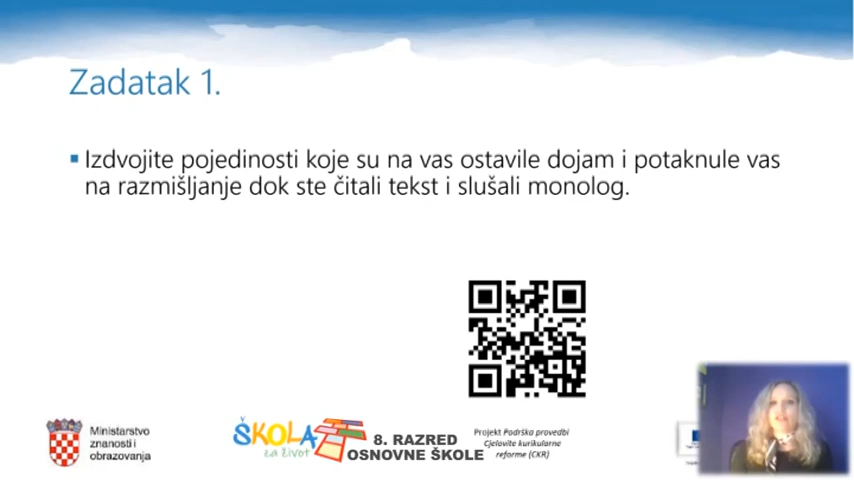 Zadatak 1.
Izdvojite pojedinosti koje su na vas ostavile dojam i potaknule vas
na razmišljanje dok ste čitali tekst i slušali monolog.
Ministarstvo
znanosti i
obrazovanja
ŠKOLA
za život
8. RAZRED
OSNOVNE ŠKOLE
Projekt Podrška provedbi
Cjelovite kurikularne
reforme (CKR)